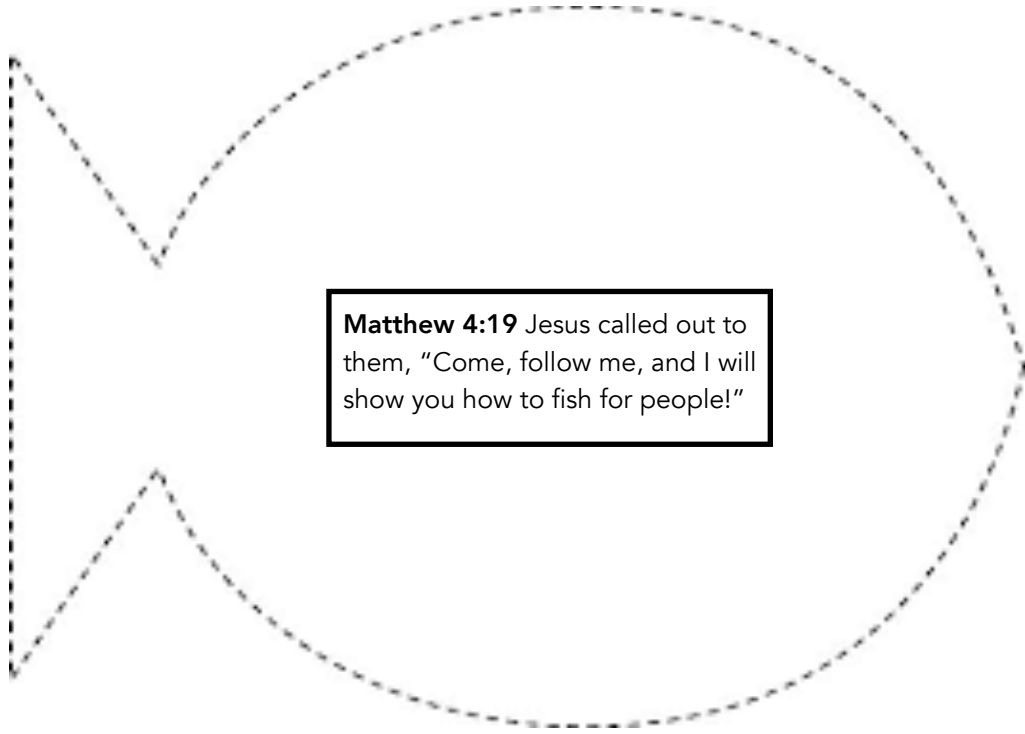 Matthew 4:19 Jesus called out to
them, “Come, follow me, and I will
show you how to fish for people!”